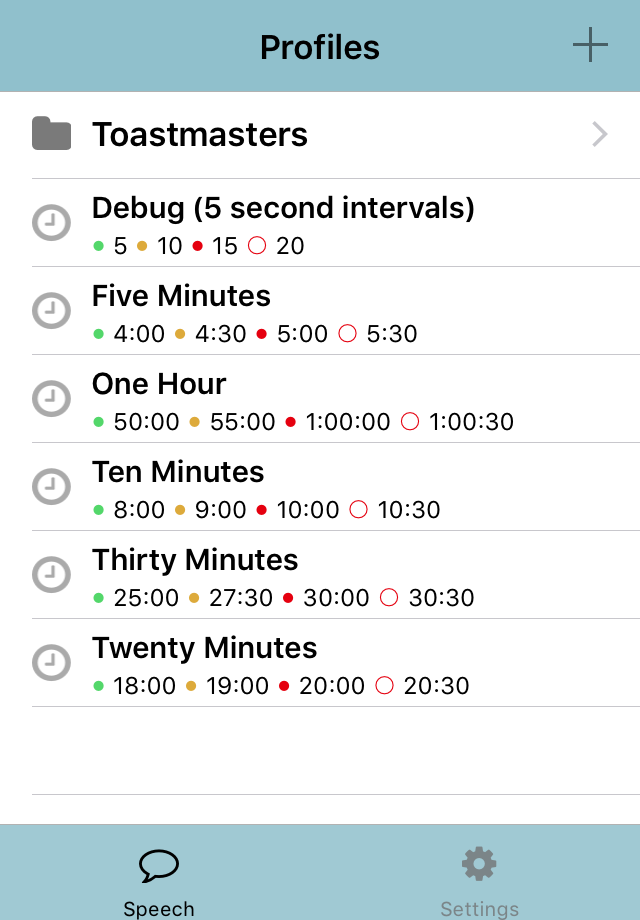 Profiles
Toastmasters
Debug (5 second intervals)
5 10 15 20
Five Minutes
4:00 4:30 5:00 5:30
One Hour
50:00 55:00 1:00:00 1:00:30
Ten Minutes
8:00 9:00 10:00 10:30
Thirty Minutes
25:00 27:30 30:00 30:30
Twenty Minutes
18:00 19:00 20:00 20:30
Speech Settings